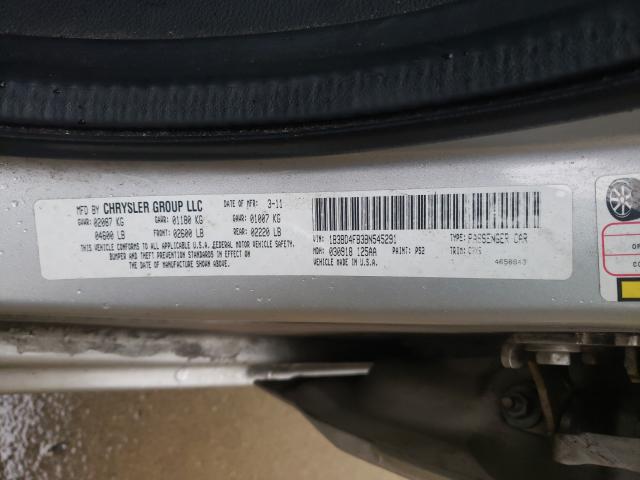 MFD BY CHRYSLER GROUP LLC DATE OF MFR: 3-11
GVWR: 02087 KG GAWR: 01180 KG GAWR: 01007 KG
04600 LB FRONT: 02600 LB REAR: 02220 LB
THIS VEHICLE CONFORMS TO ALL APPLICABLE U.S.A. FEDERAL MOTOR VEHICLE SAFETY,
BUMPER AND THEFT PREVENTION STANDARDS IN EFFECT ON
THE DATE OF MANUFACTURE SHOWN ABOVE.
VIN: 1B3BD4FB3BN545291 TYPE: PASSENGER CAR
MDH: 030918 125AA PAINT: PS2 TRIM:
VEHICLE MADE IN U.S.A.